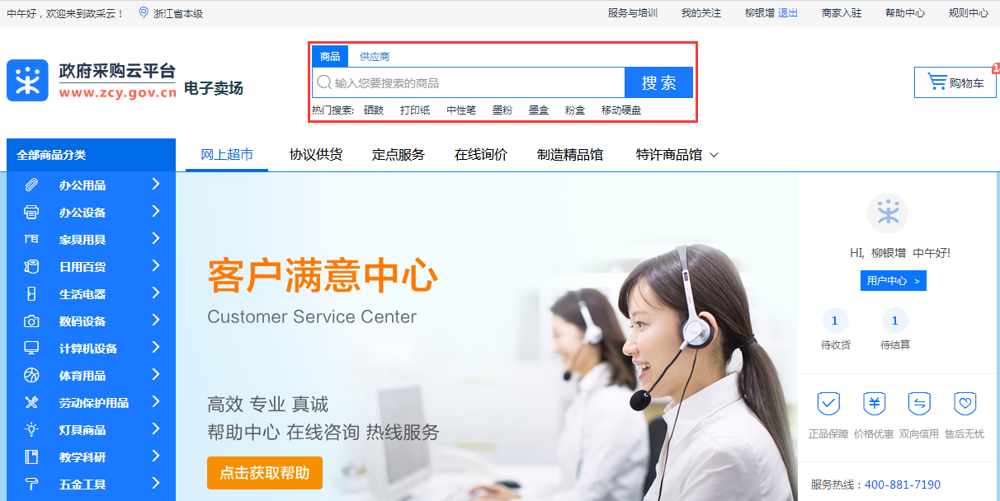 中午好，欢迎来到政采云！ 浙江省本级 服务与培训 我的关注 柳银增 退出 商家入驻 帮助中心 规则中心
政府采购云平台
www.zcy.gov.cn
电子卖场
商品 供应商
输入您要搜索的商品 搜 索
热门搜索: 硒鼓 打印纸 中性笔 墨粉 墨盒 粉盒 移动硬盘
购物车
全部商品分类 网上超市 协议供货 定点服务 在线询价 制造精品馆 特许商品馆
办公用品
办公设备
家具用具
日用百货
生活电器
数码设备
计算机设备
体育用品
劳动保护用品
灯具商品
教学科研
五金工具
客户满意中心
Customer Service Center
高效 专业 真诚
帮助中心 在线咨询 热线服务
点击获取帮助
HI, 柳银增 中午好!
用户中心 >
1 1
待收货 待结算
正品保障 价格优惠 双向信用 售后无忧
服务热线：400-881-7190